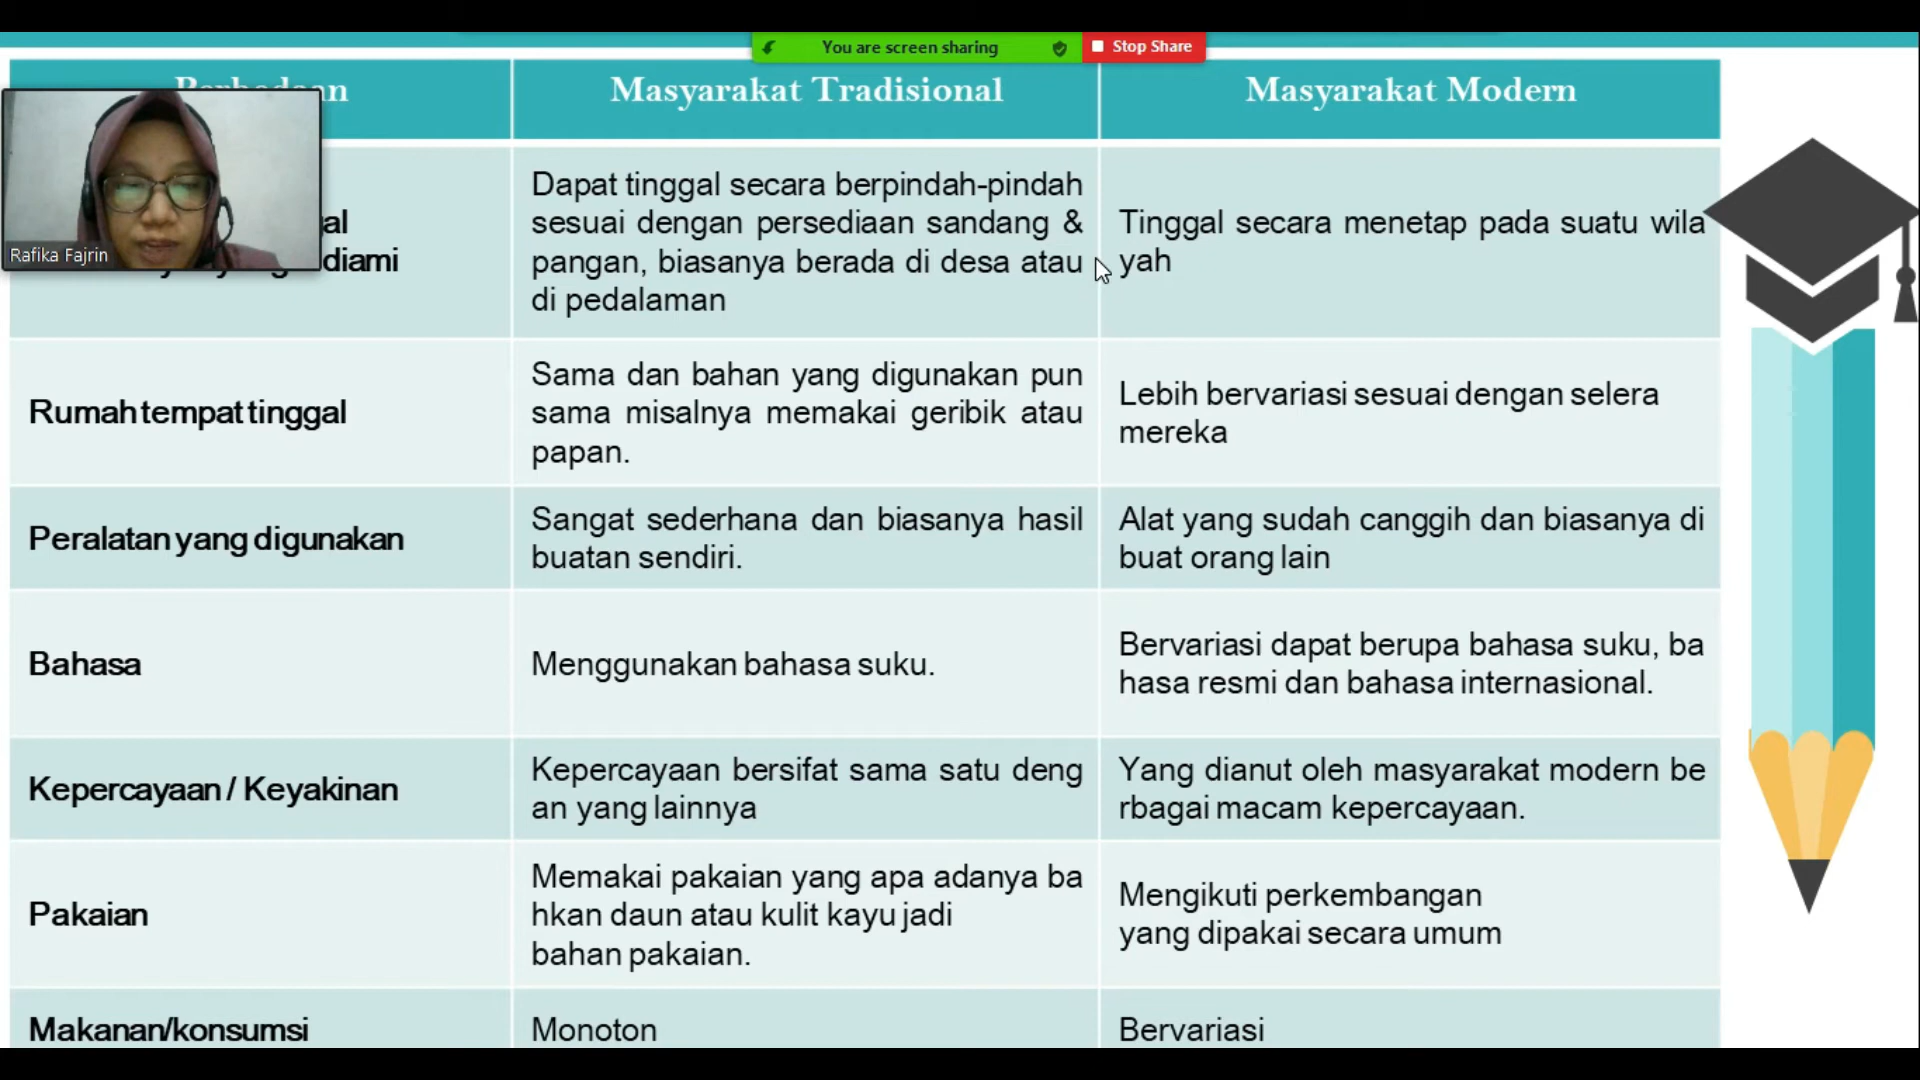 You are screen sharing
Stop Share
Masyarakat Tradisional
Masyarakat Modern
Rafika Fajrin
diami
Dapat tinggal secara berpindah-pindah
sesuai dengan persediaan sandang &
pangan, biasanya berada di desa atau
di pedalaman
Tinggal secara menetap pada suatu wila
yah
Rumah tempat tinggal
Sama dan bahan yang digunakan pun
sama misalnya memakai geribik atau
papan.
Lebih bervariasi sesuai dengan selera
mereka
Peralatan yang digunakan
Sangat sederhana dan biasanya hasil
buatan sendiri.
Alat yang sudah canggih dan biasanya di
buat orang lain
Bahasa
Menggunakan bahasa suku.
Bervariasi dapat berupa bahasa suku, ba
hasa resmi dan bahasa internasional.
Kepercayaan / Keyakinan
Kepercayaan bersifat sama satu deng
an yang lainnya
Yang dianut oleh masyarakat modern be
rbagai macam kepercayaan.
Pakaian
Memakai pakaian yang apa adanya ba
hkan daun atau kulit kayu jadi
bahan pakaian.
Mengikuti perkembangan
yang dipakai secara umum
Makanan/konsumsi
Monoton
Bervariasi